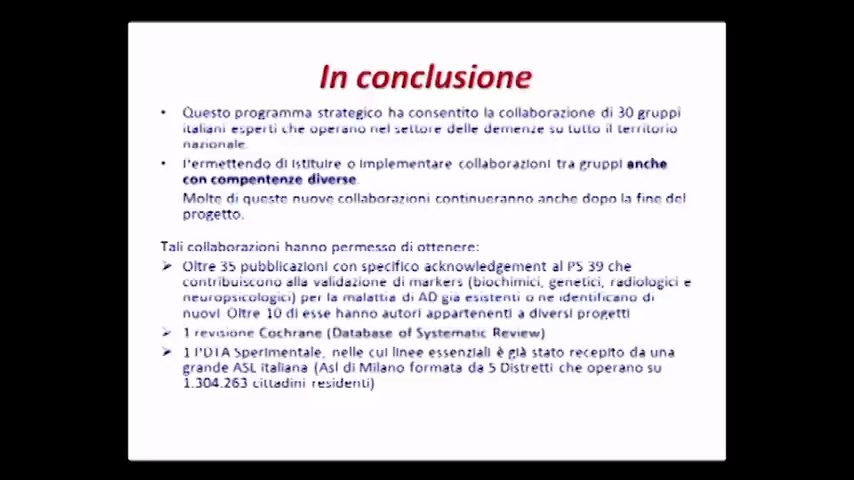 In conclusione
• Questo programma strategico ha consentito la collaborazione di 30 gruppi
italiani esperti che operano nel settore delle demenze su tutto il territorio
nazionale.
• Permettendo di istituire o implementare collaborazioni tra gruppi anche
con compentenze diverse.
Molte di queste nuove collaborazioni continueranno anche dopo la fine del
progetto.
Tali collaborazioni hanno permesso di ottenere:
➢ Oltre 35 pubblicazioni con specifico acknowledgement al PS 39 che
contribuiscono alla validazione di markers (biochimici, genetici, radiologici e
neuropsicologici) per la malattia di AD già esistenti o ne identificano di
nuovi. Oltre 10 di esse hanno autori appartenenti a diversi progetti
➢ 1 revisione Cochrane (Database of Systematic Review)
➢ 1 PDTA Sperimentale, nelle cui linee essenziali è già stato recepito da una
grande ASL italiana (Asl di Milano formata da 5 Distretti che operano su
1.304.263 cittadini residenti)